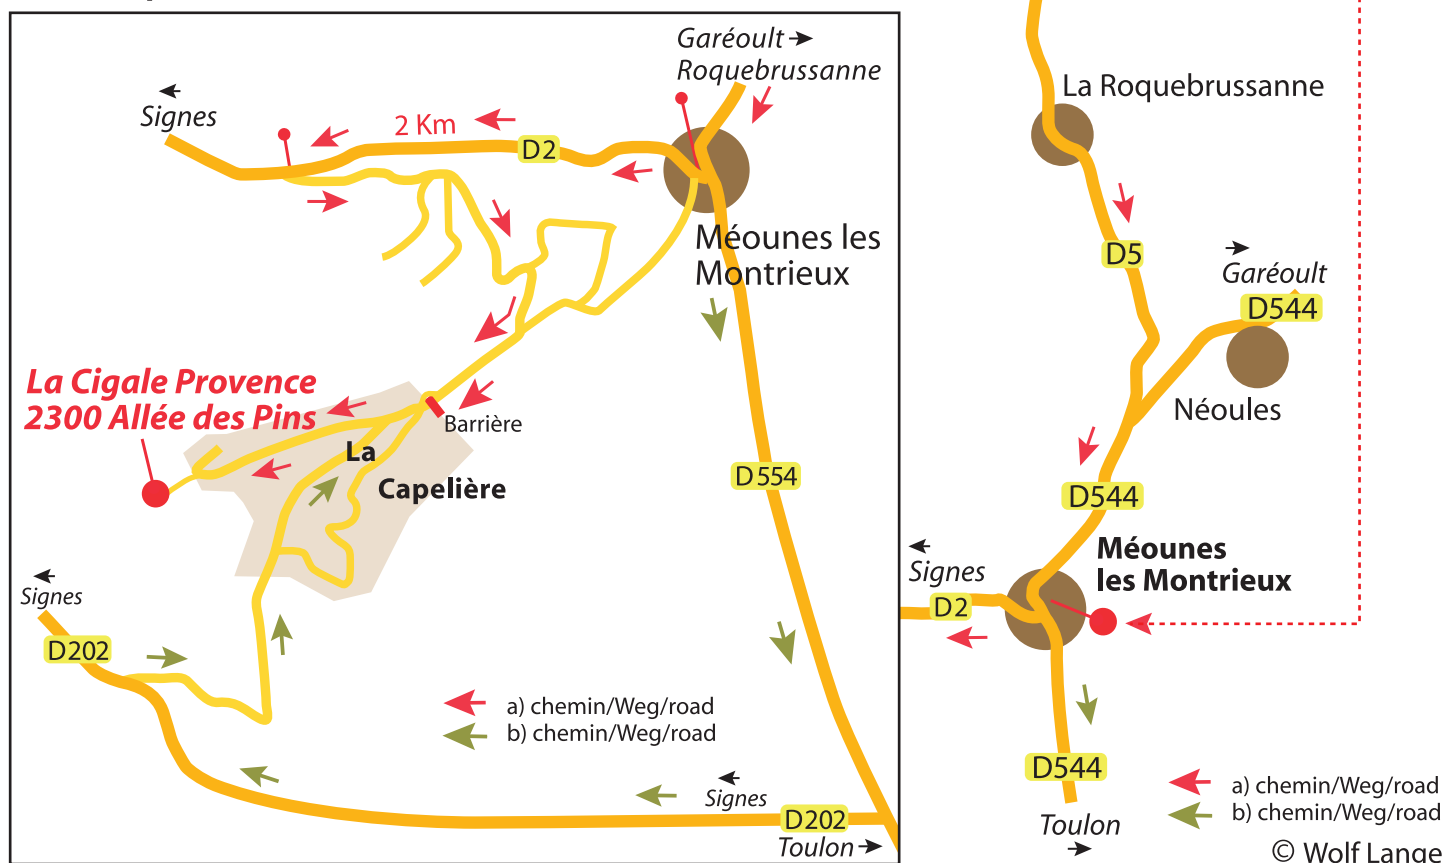 Garéoult
Roquebrussanne
Signes
2 Km
D2
Méounes les
Montrieux
La Cigale Provence
2300 Allée des Pins
Barrière
La
Capelière
D554
Signes
D202
a) chemin/Weg/road
b) chemin/Weg/road
Signes
D202
Toulon
La Roquebrussanne
D5
Garéoult
D544
Néoules
D544
Méounes
les Montrieux
Signes
D2
D544
Toulon
a) chemin/Weg/road
b) chemin/Weg/road
© Wolf Lange